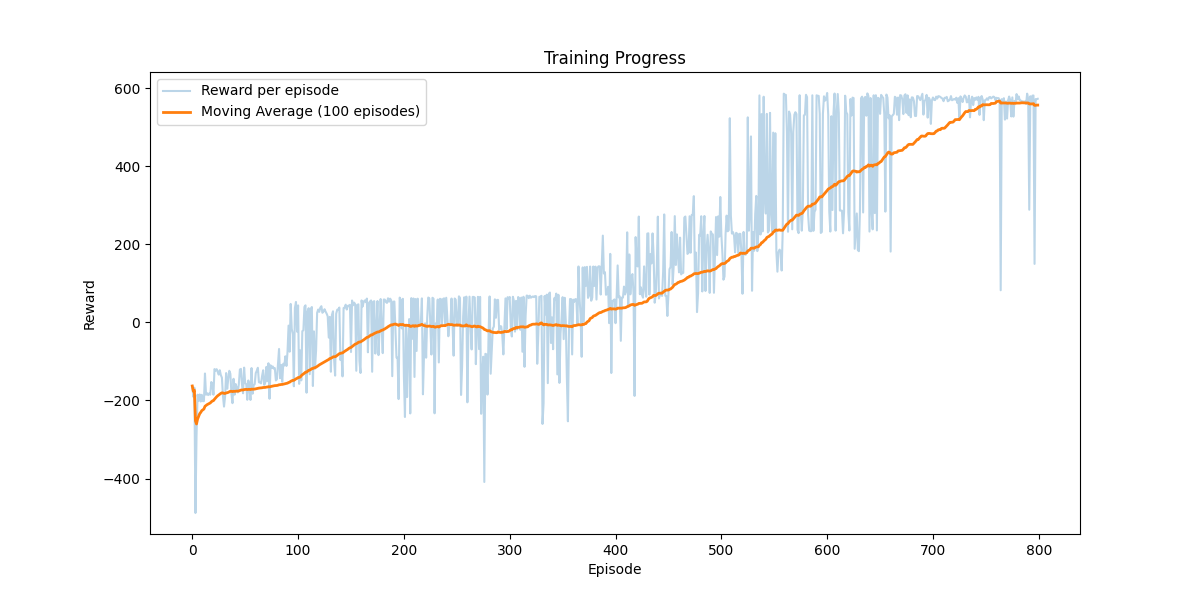 Training Progress
Reward per episode
Moving Average (100 episodes)
600
400
200
0
−200
−400
Reward
0 100 200 300 400 500 600 700 800
Episode